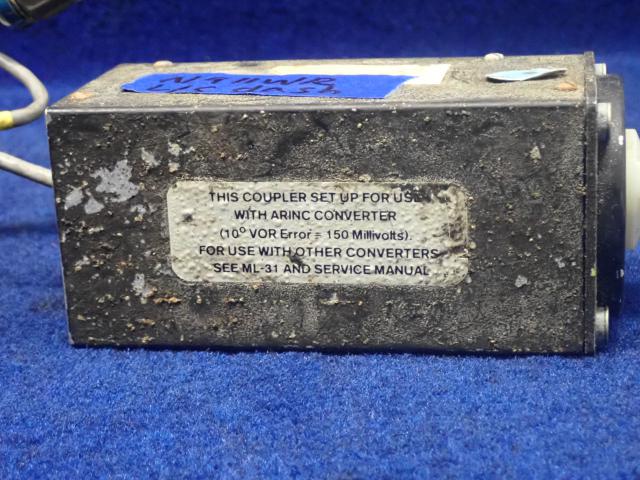 N911WR
THIS COUPLER SET UP FOR USE
WITH ARINC CONVERTER
(10° VOR Error = 150 Millivolts).
FOR USE WITH OTHER CONVERTERS
SEE ML-31 AND SERVICE MANUAL